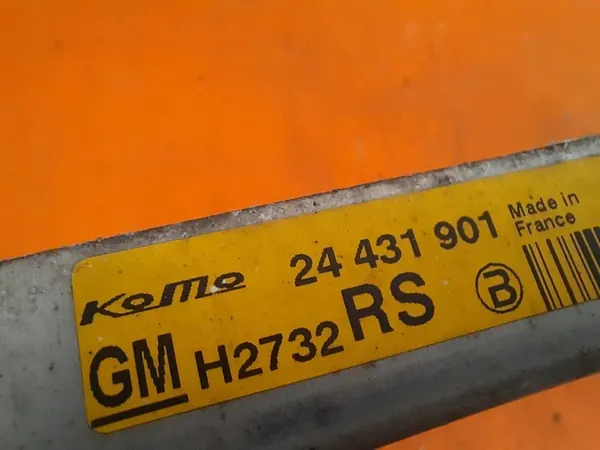 KoMo 24 431 901 Made in
France
GM H2732 RS B